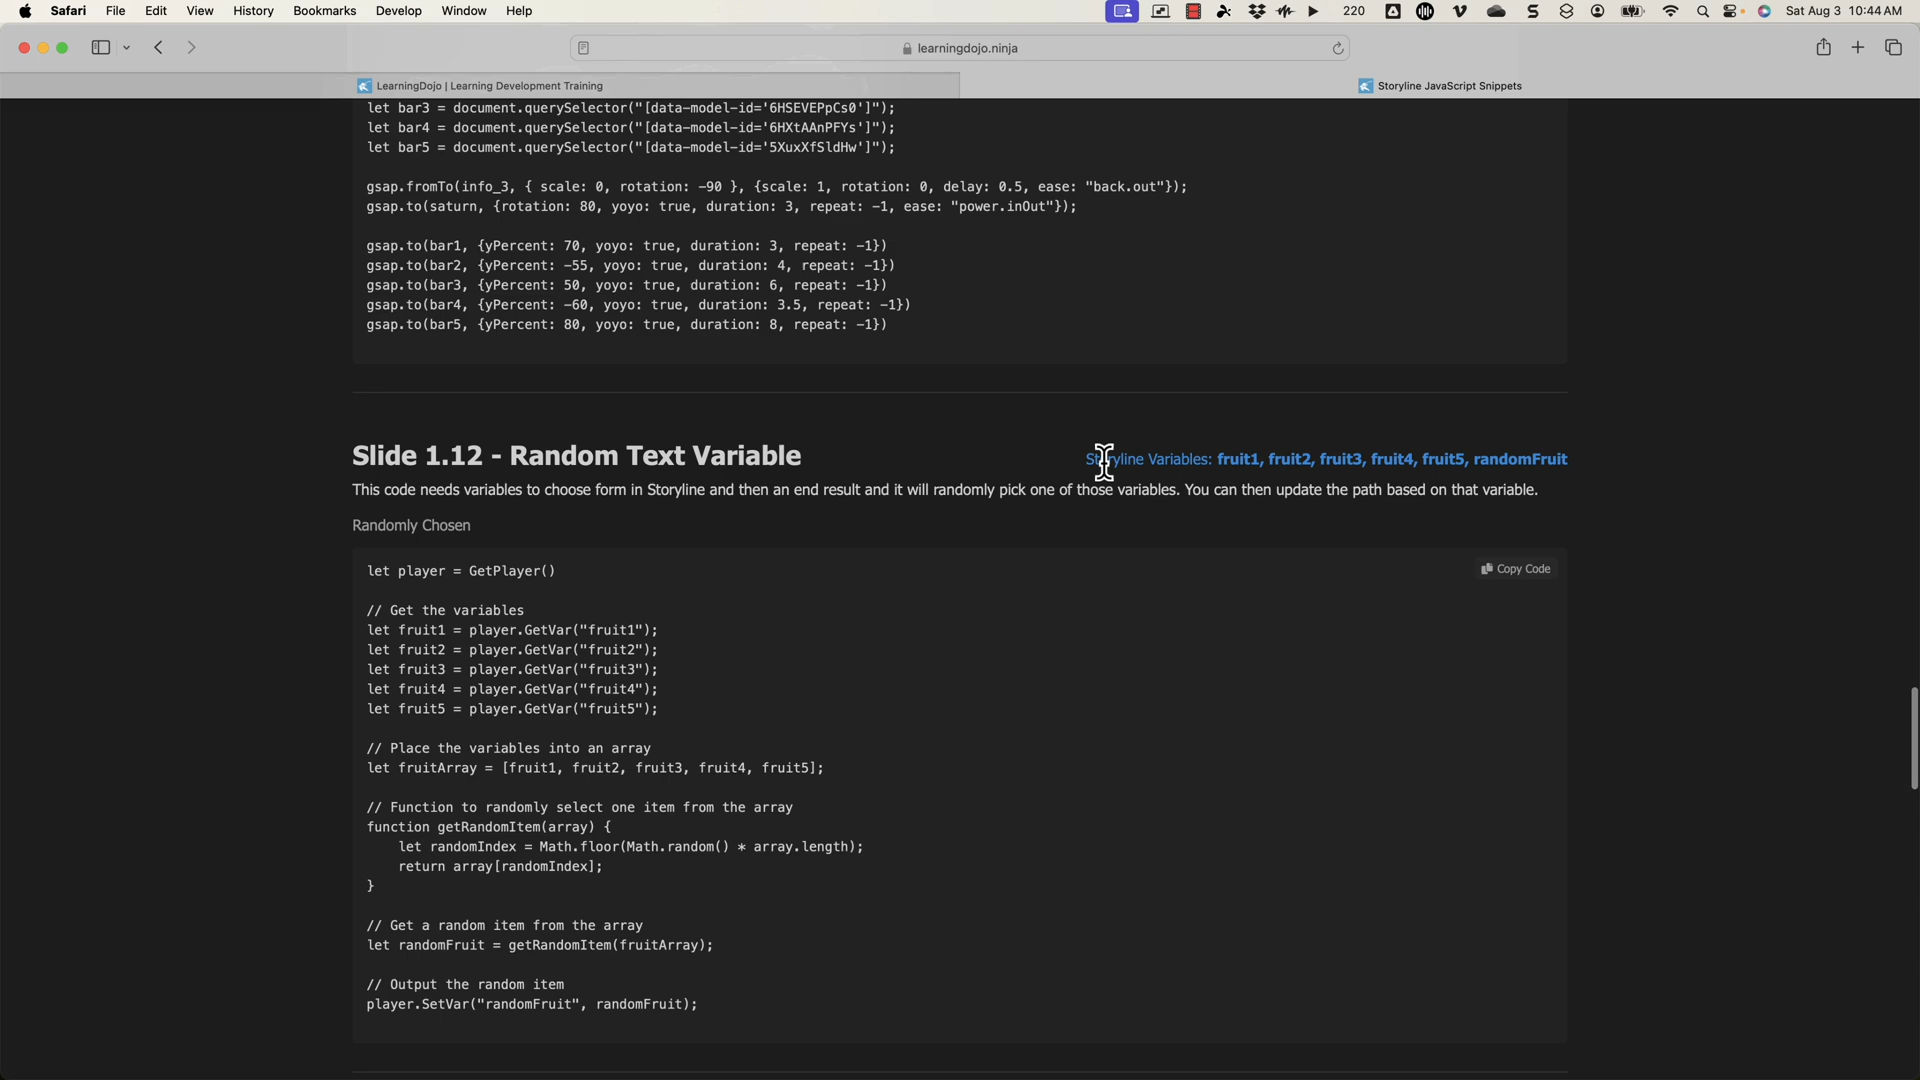 Safari File Edit View History Bookmarks Develop Window Help 220 Sat Aug 3 10:44 AM
learningdojo.ninja
LearningDojo | Learning Development Training Storyline JavaScript Snippets
let bar3 = document.querySelector("[data-model-id='6HSEVEPpCs0']");
let bar4 = document.querySelector("[data-model-id='6HXtAAnPFYs']");
let bar5 = document.querySelector("[data-model-id='5XuxXfSldHw']");
gsap.fromTo(info_3, { scale: 0, rotation: -90 }, {scale: 1, rotation: 0, delay: 0.5, ease: "back.out"});
gsap.to(saturn, {rotation: 80, yoyo: true, duration: 3, repeat: -1, ease: "power.inOut"});
gsap.to(bar1, {yPercent: 70, yoyo: true, duration: 3, repeat: -1})
gsap.to(bar2, {yPercent: -55, yoyo: true, duration: 4, repeat: -1})
gsap.to(bar3, {yPercent: 50, yoyo: true, duration: 6, repeat: -1})
gsap.to(bar4, {yPercent: -60, yoyo: true, duration: 3.5, repeat: -1})
gsap.to(bar5, {yPercent: 80, yoyo: true, duration: 8, repeat: -1})
Slide 1.12 - Random Text Variable
Storyline Variables: fruit1, fruit2, fruit3, fruit4, fruit5, randomFruit
This code needs variables to choose form in Storyline and then an end result and it will randomly pick one of those variables. You can then update the path based on that variable.
Randomly Chosen
Copy Code
let player = GetPlayer()
// Get the variables
let fruit1 = player.GetVar("fruit1");
let fruit2 = player.GetVar("fruit2");
let fruit3 = player.GetVar("fruit3");
let fruit4 = player.GetVar("fruit4");
let fruit5 = player.GetVar("fruit5");
// Place the variables into an array
let fruitArray = [fruit1, fruit2, fruit3, fruit4, fruit5];
// Function to randomly select one item from the array
function getRandomItem(array) {
    let randomIndex = Math.floor(Math.random() * array.length);
    return array[randomIndex];
}
// Get a random item from the array
let randomFruit = getRandomItem(fruitArray);
// Output the random item
player.SetVar("randomFruit", randomFruit);